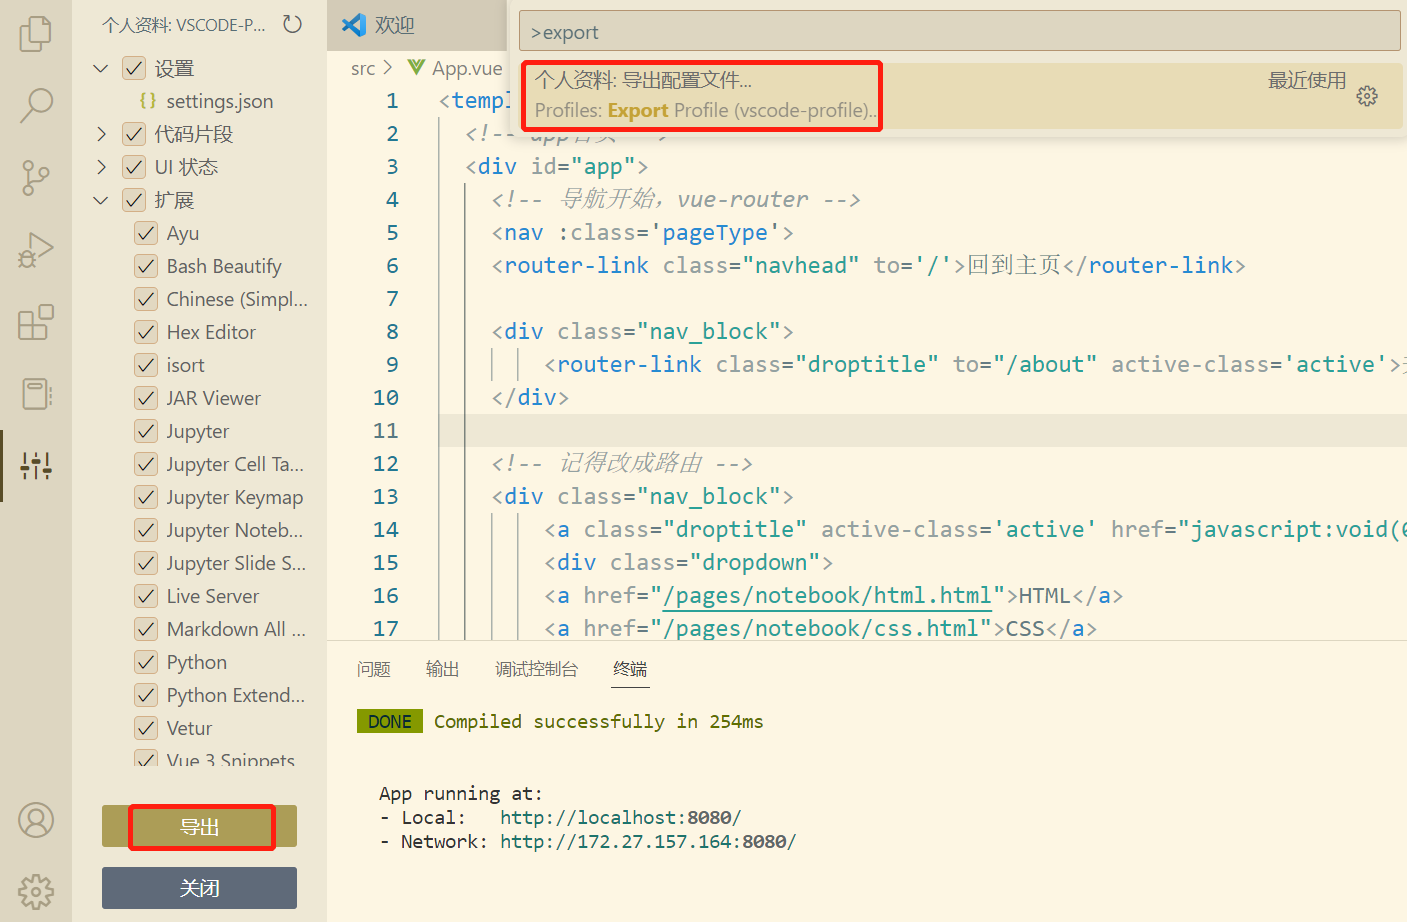 个人资料: VSCODE-P...
设置
settings.json
代码片段
UI 状态
扩展
Ayu
Bash Beautify
Chinese (Simpl...
Hex Editor
isort
JAR Viewer
Jupyter
Jupyter Cell Ta...
Jupyter Keymap
Jupyter Noteb...
Jupyter Slide S...
Live Server
Markdown All ...
Python
Python Extend...
Vetur
Vue 3 Snippets
导出
关闭
欢迎
>export
个人资料: 导出配置文件...
最近使用
Profiles: Export Profile (vscode-profile)...
src > App.vue
1 <templ
2 <!-- app首页 -->
3 <div id="app">
4 <!-- 导航开始，vue-router -->
5 <nav :class='pageType'>
6 <router-link class="navhead" to='/'>回到主页</router-link>
7
8 <div class="nav_block">
9 <router-link class="droptitle" to="/about" active-class='active'>
10 </div>
11
12 <!-- 记得改成路由 -->
13 <div class="nav_block">
14 <a class="droptitle" active-class='active' href="javascript:void(0
15 <div class="dropdown">
16 <a href="/pages/notebook/html.html">HTML</a>
17 <a href="/pages/notebook/css.html">CSS</a>
问题 输出 调试控制台 终端
DONE Compiled successfully in 254ms
App running at:
- Local: http://localhost:8080/
- Network: http://172.27.157.164:8080/